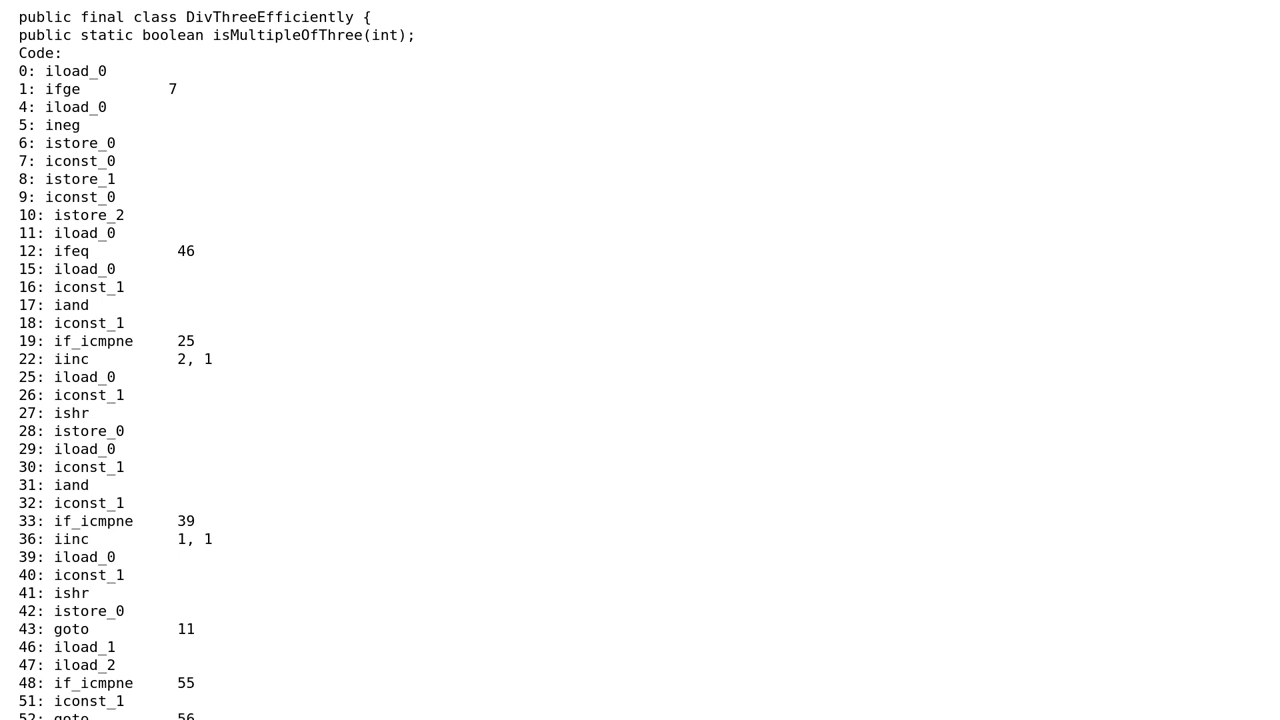 public final class DivThreeEfficiently {
public static boolean isMultipleOfThree(int);
Code:
0: iload_0
1: ifge 7
4: iload_0
5: ineg
6: istore_0
7: iconst_0
8: istore_1
9: iconst_0
10: istore_2
11: iload_0
12: ifeq 46
15: iload_0
16: iconst_1
17: iand
18: iconst_1
19: if_icmpne 25
22: iinc 2, 1
25: iload_0
26: iconst_1
27: ishr
28: istore_0
29: iload_0
30: iconst_1
31: iand
32: iconst_1
33: if_icmpne 39
36: iinc 1, 1
39: iload_0
40: iconst_1
41: ishr
42: istore_0
43: goto 11
46: iload_1
47: iload_2
48: if_icmpne 55
51: iconst_1
52: goto 56